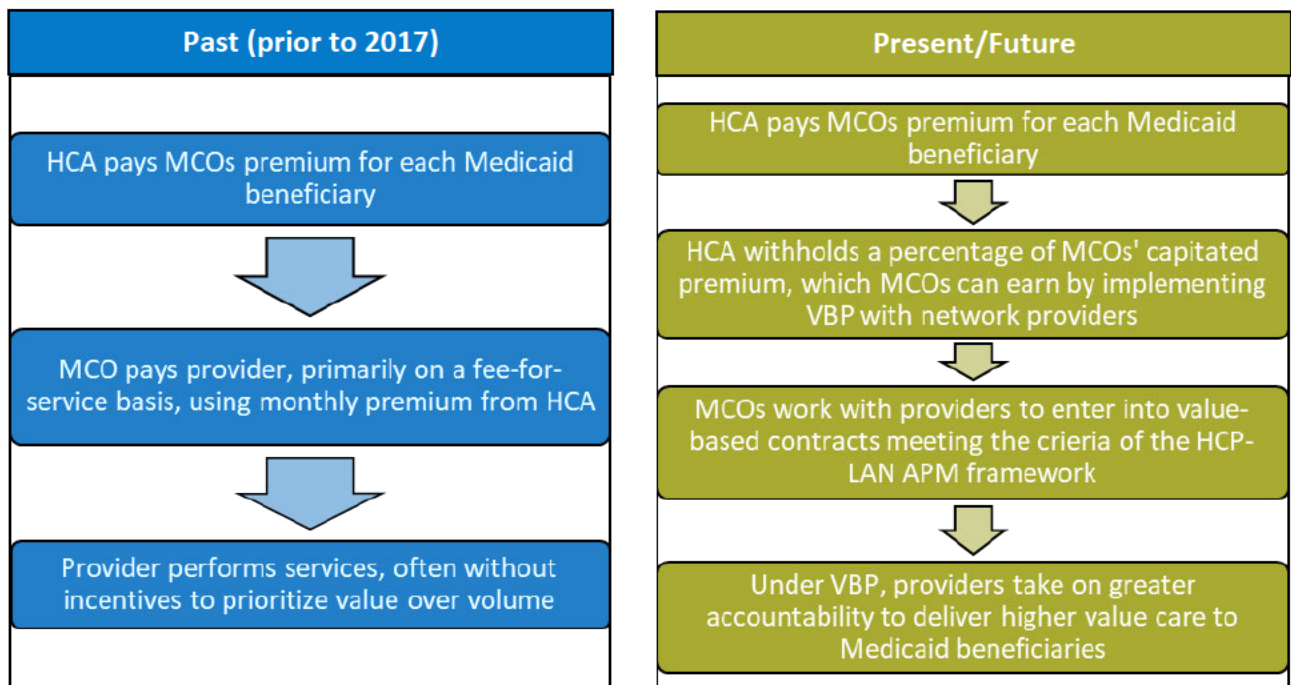 Past (prior to 2017)
HCA pays MCOs premium for each Medicaid
beneficiary
MCO pays provider, primarily on a fee-for-
service basis, using monthly premium from HCA
Provider performs services, often without
incentives to prioritize value over volume
Present/Future
HCA pays MCOs premium for each Medicaid
beneficiary
HCA withholds a percentage of MCOs' capitated
premium, which MCOs can earn by implementing
VBP with network providers
MCOs work with providers to enter into value-
based contracts meeting the crieria of the HCP-
LAN APM framework
Under VBP, providers take on greater
accountability to deliver higher value care to
Medicaid beneficiaries